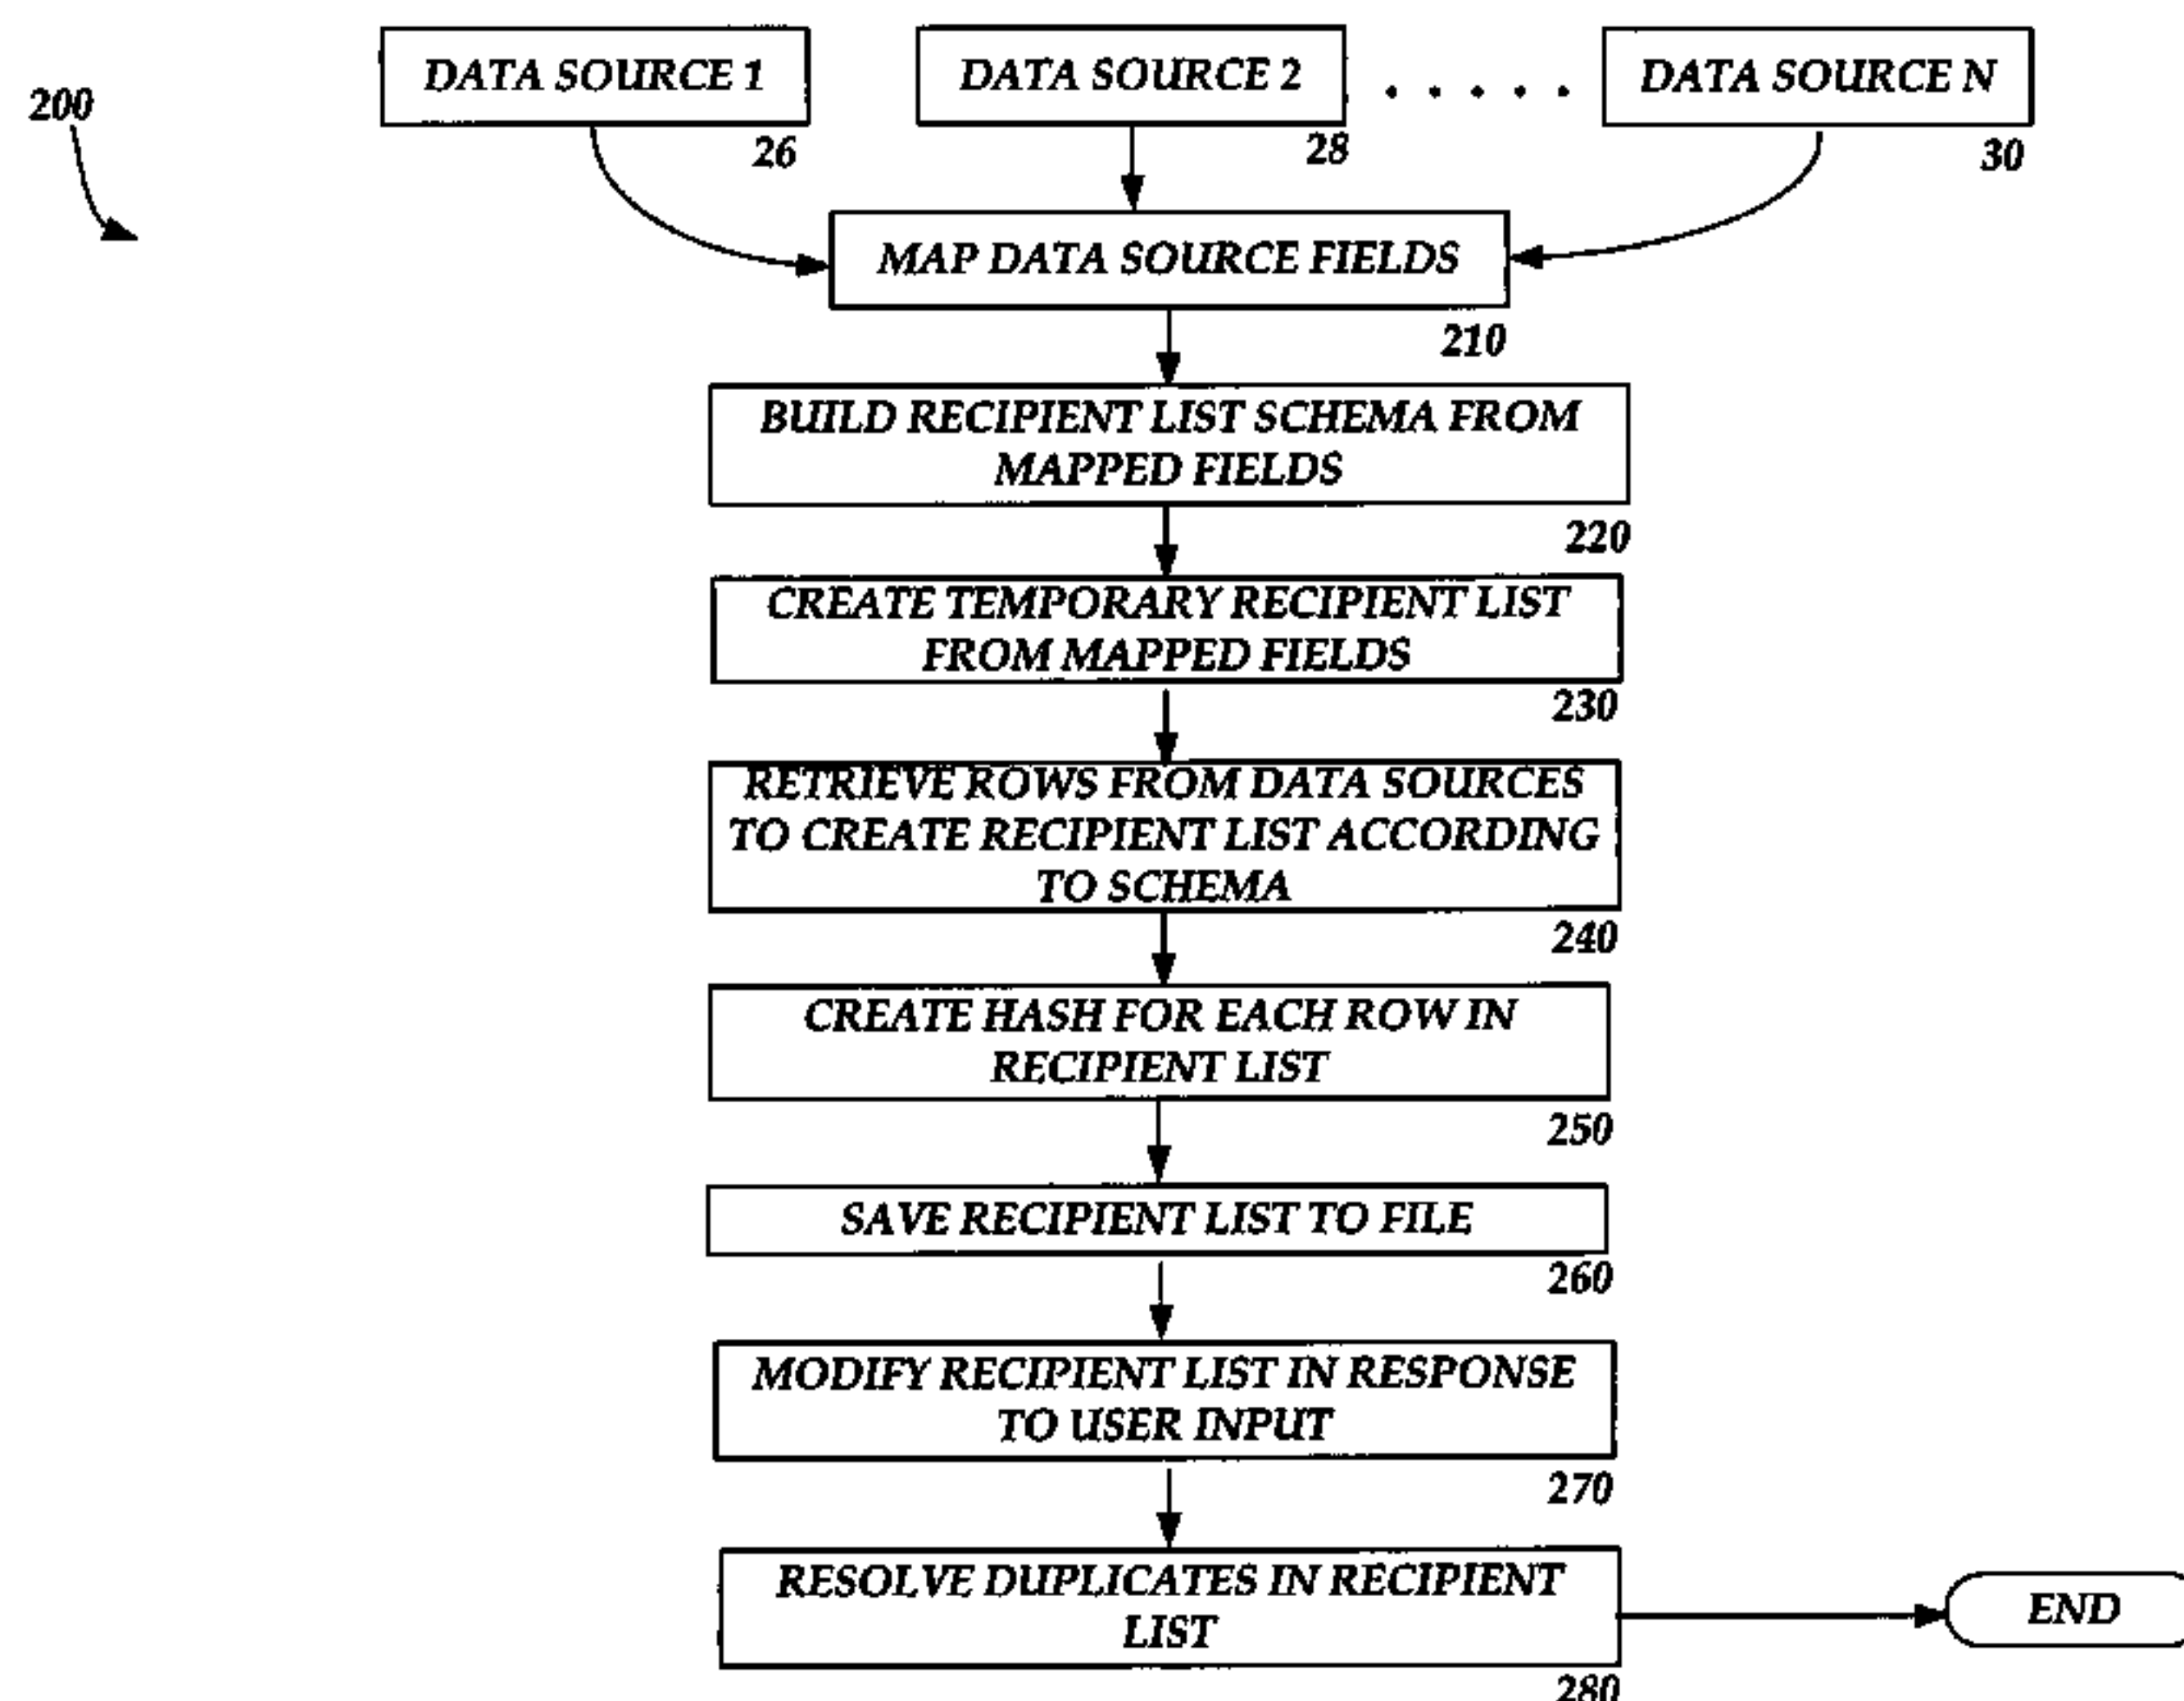 200
DATA SOURCE 1
26
DATA SOURCE 2
28
DATA SOURCE N
30
MAP DATA SOURCE FIELDS
210
BUILD RECIPIENT LIST SCHEMA FROM
MAPPED FIELDS
220
CREATE TEMPORARY RECIPIENT LIST
FROM MAPPED FIELDS
230
RETRIEVE ROWS FROM DATA SOURCES
TO CREATE RECIPIENT LIST ACCORDING
TO SCHEMA
240
CREATE HASH FOR EACH ROW IN
RECIPIENT LIST
250
SAVE RECIPIENT LIST TO FILE
260
MODIFY RECIPIENT LIST IN RESPONSE
TO USER INPUT
270
RESOLVE DUPLICATES IN RECIPIENT
LIST
280
END